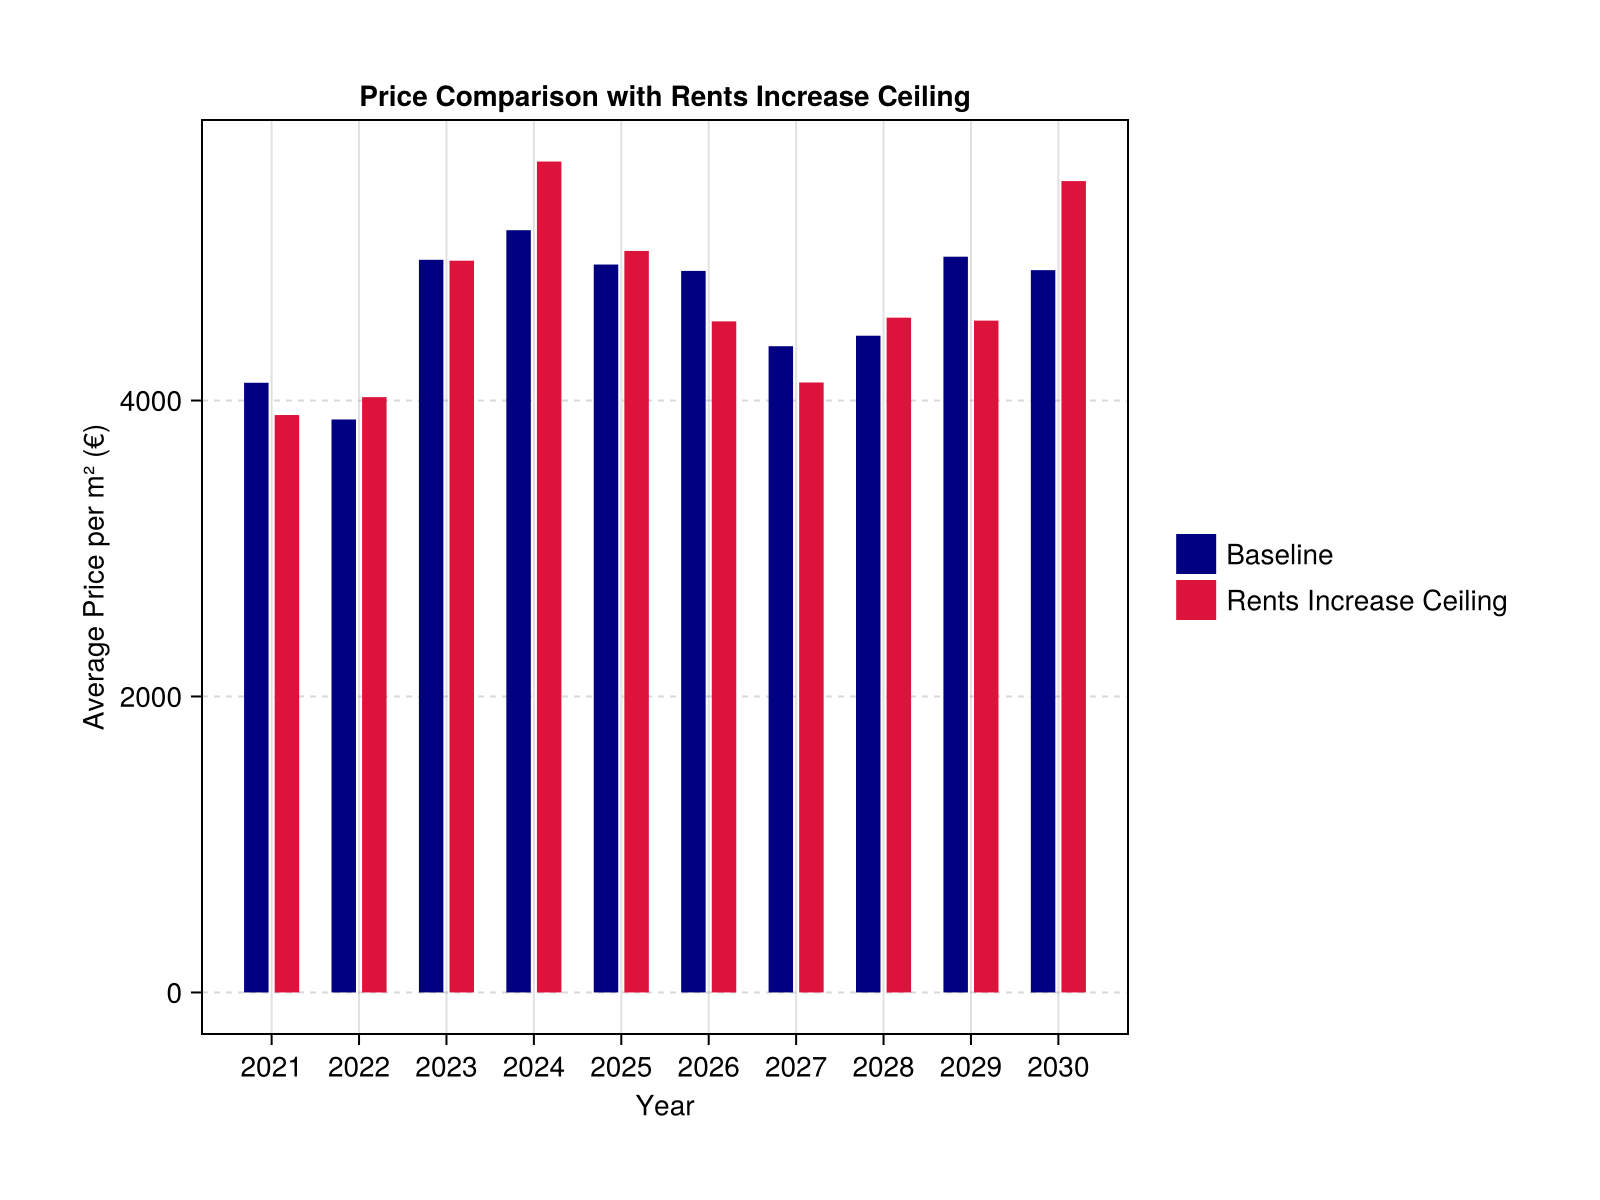 Price Comparison with Rents Increase Ceiling
Average Price per m² (€)
4000
2000
0
2021 2022 2023 2024 2025 2026 2027 2028 2029 2030
Year
Baseline
Rents Increase Ceiling